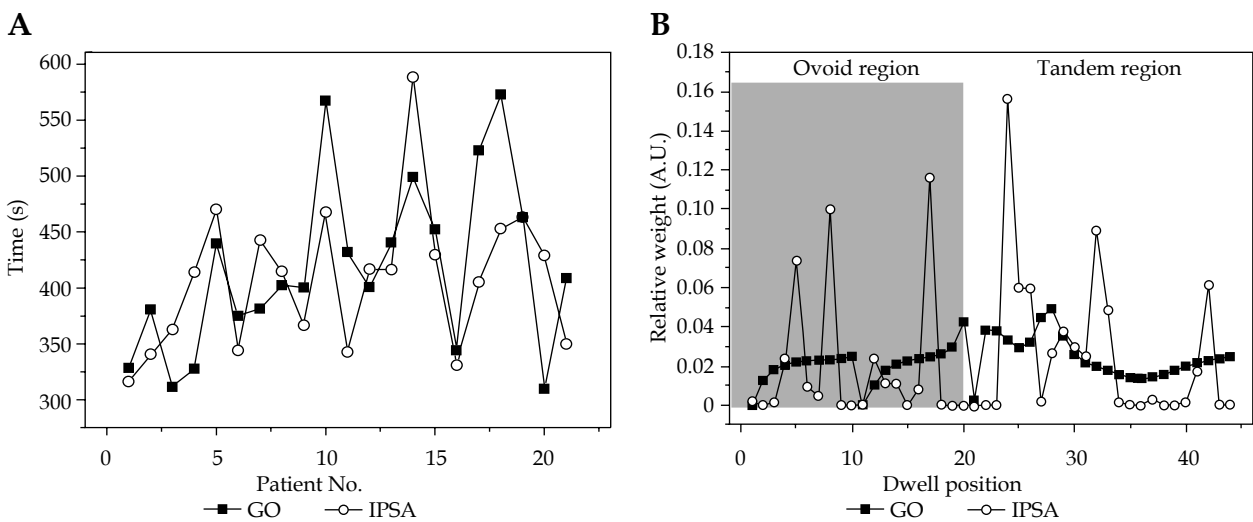 A
Time (s)
600
550
500
450
400
350
300
0 5 10 15 20
Patient No.
GO IPSA
B
Relative weight (A.U.)
0.18
0.16
0.14
0.12
0.10
0.08
0.06
0.04
0.02
0
Ovoid region Tandem region
0 10 20 30 40
Dwell position
GO IPSA